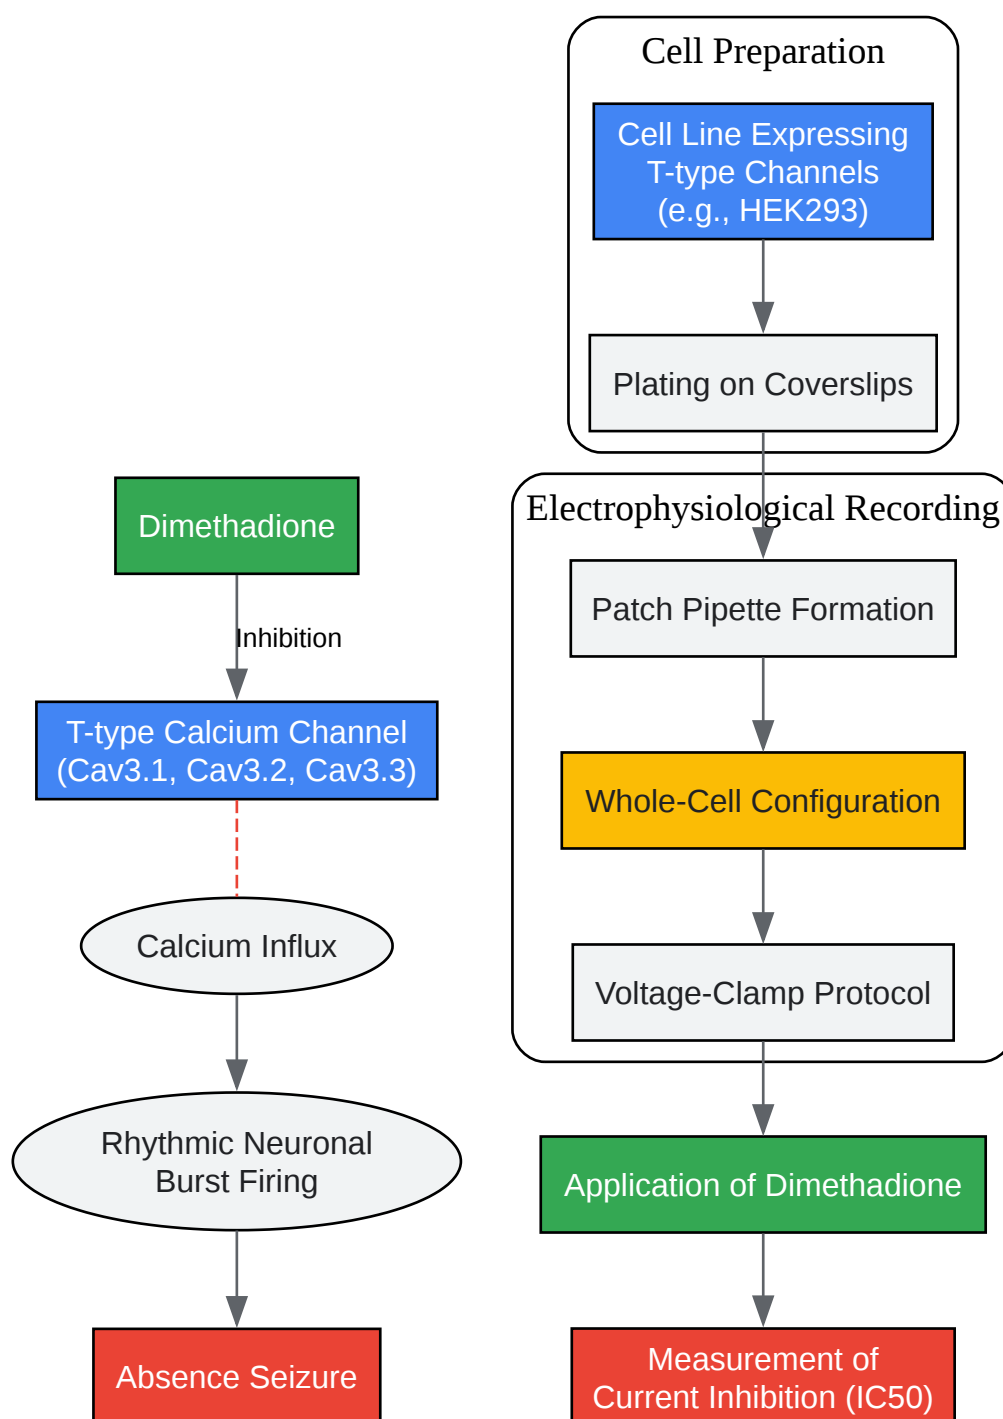 Cell Preparation
Cell Line Expressing
T-type Channels
(e.g., HEK293)
Plating on Coverslips
Electrophysiological Recording
Patch Pipette Formation
Whole-Cell Configuration
Voltage-Clamp Protocol
Application of Dimethadione
Measurement of
Current Inhibition (IC50)
Dimethadione
Inhibition
T-type Calcium Channel
(Cav3.1, Cav3.2, Cav3.3)
Calcium Influx
Rhythmic Neuronal
Burst Firing
Absence Seizure